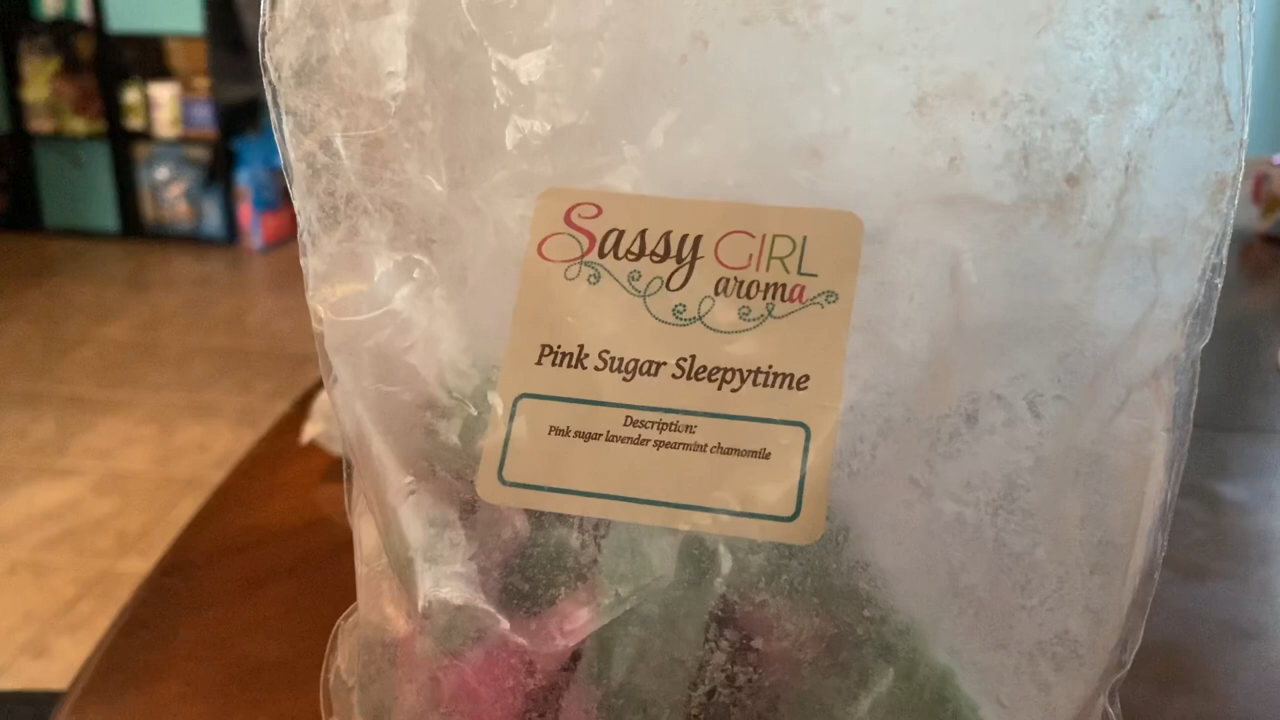 Sassy GIRL
aroma
Pink Sugar Sleepytime
Description:
Pink sugar lavender spearmint chamomile